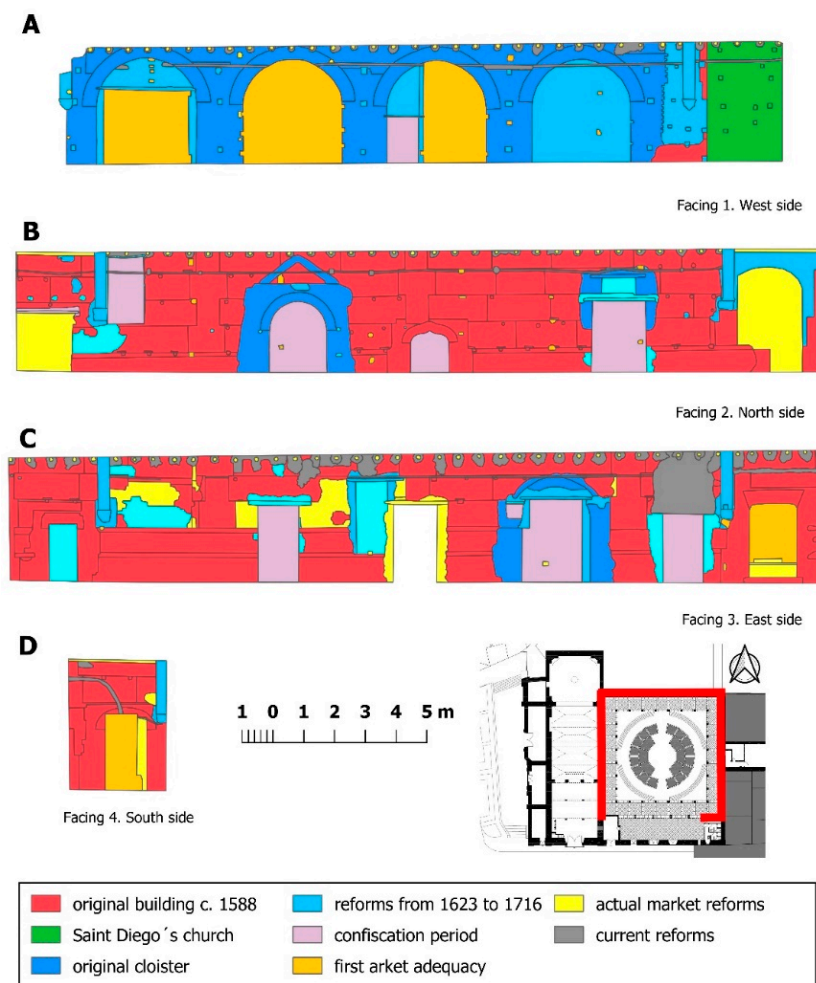 A
Facing 1. West side
B
Facing 2. North side
C
Facing 3. East side
D
1 0 1 2 3 4 5 m
Facing 4. South side
original building c. 1588
reforms from 1623 to 1716
actual market reforms
Saint Diego´s church
confiscation period
current reforms
original cloister
first arket adequacy